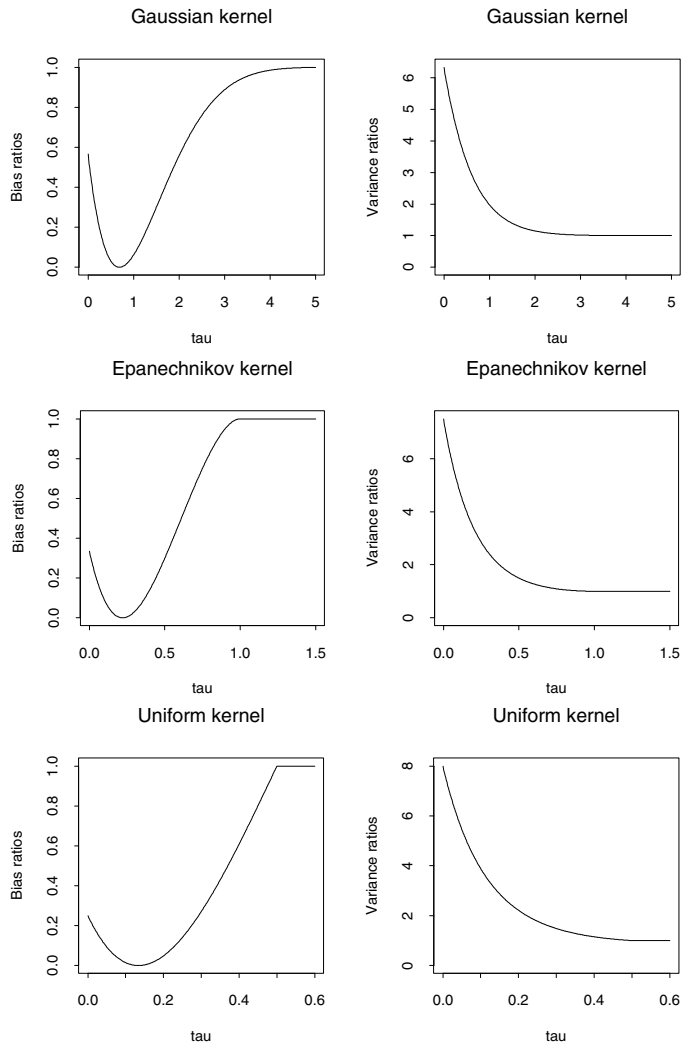 Gaussian kernel
Bias ratios
1.0
0.8
0.6
0.4
0.2
0.0
0 1 2 3 4 5
tau
Gaussian kernel
Variance ratios
6
5
4
3
2
1
0
0 1 2 3 4 5
tau
Epanechnikov kernel
Bias ratios
1.0
0.8
0.6
0.4
0.2
0.0
0.0 0.5 1.0 1.5
tau
Epanechnikov kernel
Variance ratios
6
4
2
0
0.0 0.5 1.0 1.5
tau
Uniform kernel
Bias ratios
1.0
0.8
0.6
0.4
0.2
0.0
0.0 0.2 0.4 0.6
tau
Uniform kernel
Variance ratios
8
6
4
2
0
0.0 0.2 0.4 0.6
tau